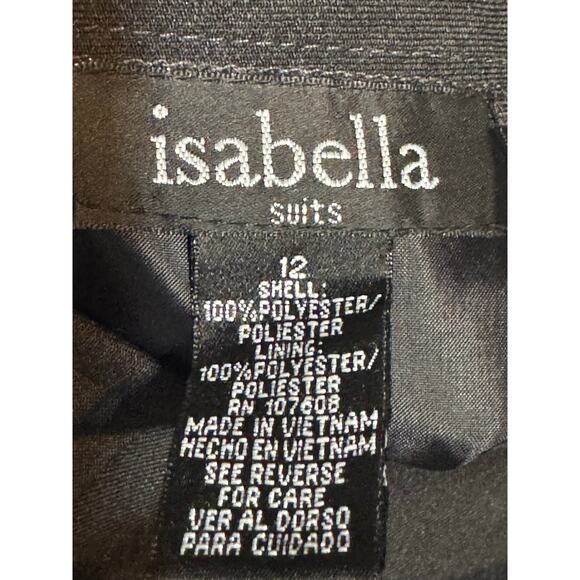 isabella
suits
12
SHELL:
100%POLYESTER/
POLIESTER
LINING:
100%POLYESTER/
POLIESTER
RN 107608
MADE IN VIETNAM
HECHO EN VIETNAM
SEE REVERSE
FOR CARE
VER AL DORSO
PARA CUIDADO